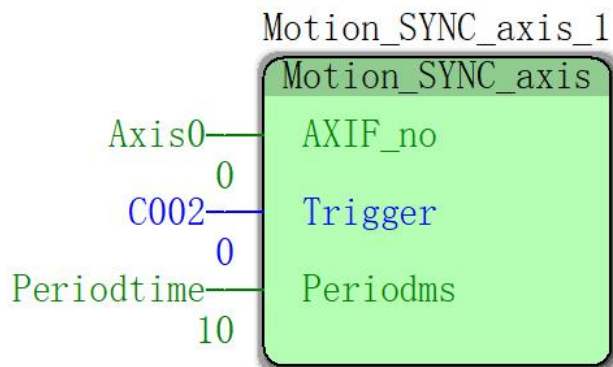 Motion_SYNC_axis_1
Motion_SYNC_axis
Axis0 AXIF_no
0
C002 Trigger
0
Periodtime Periodms
10